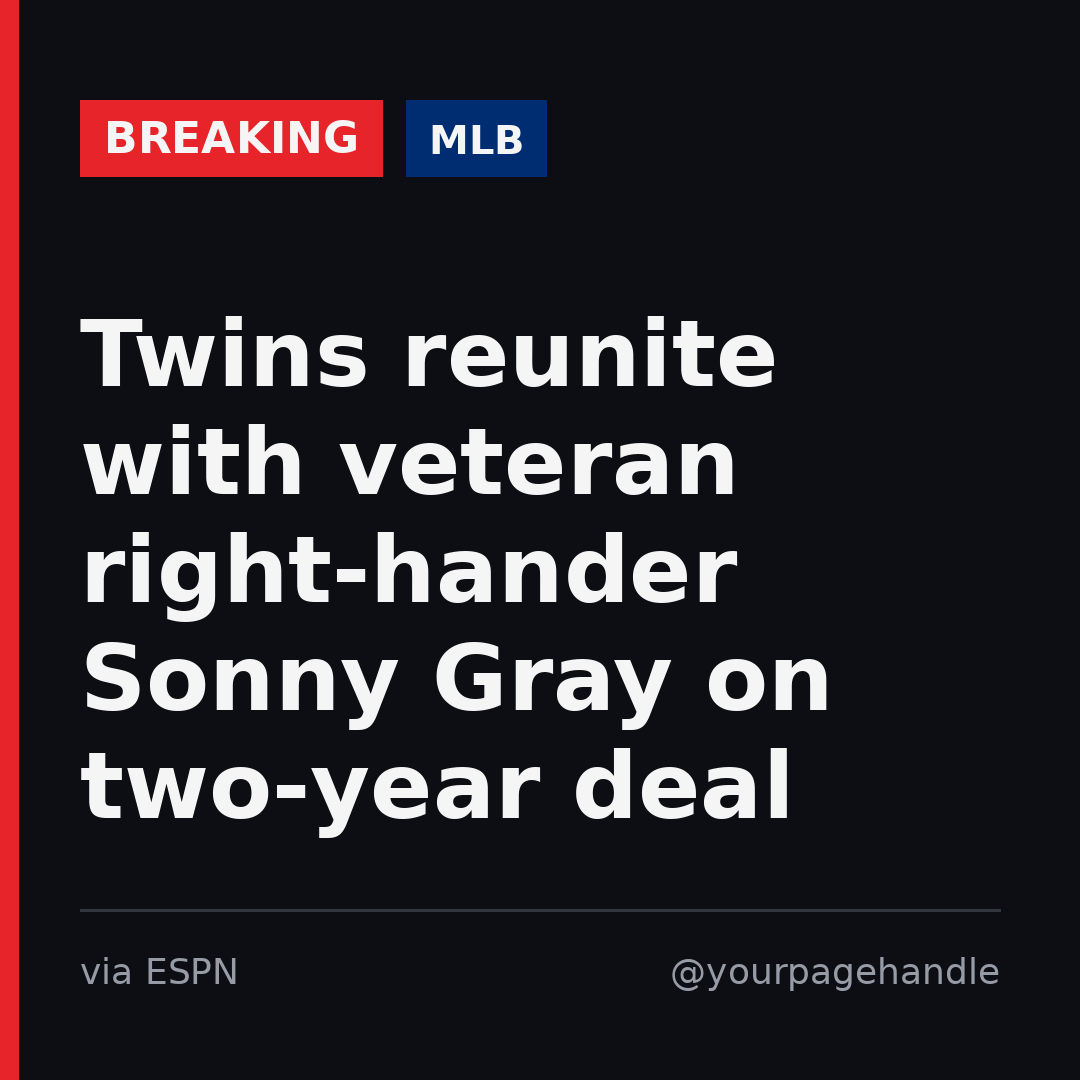 BREAKING MLB
Twins reunite
with veteran
right-hander
Sonny Gray on
two-year deal
via ESPN @yourpagehandle